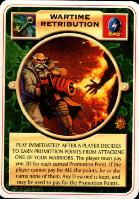 WARTIME
RETRIBUTION
PLAY IMMEDIATELY AFTER A PLAYER DECIDES
TO EARN PROMOTION POINTS FROM ATTACKING
ONE OF YOUR WARRIORS. The player must pay
you 3D for each earned Promotion Point. If the
player cannot pay for ALL the points, he or she
earns none of them. Any D earned is kept, and
may be used to pay for the Promotion Points.